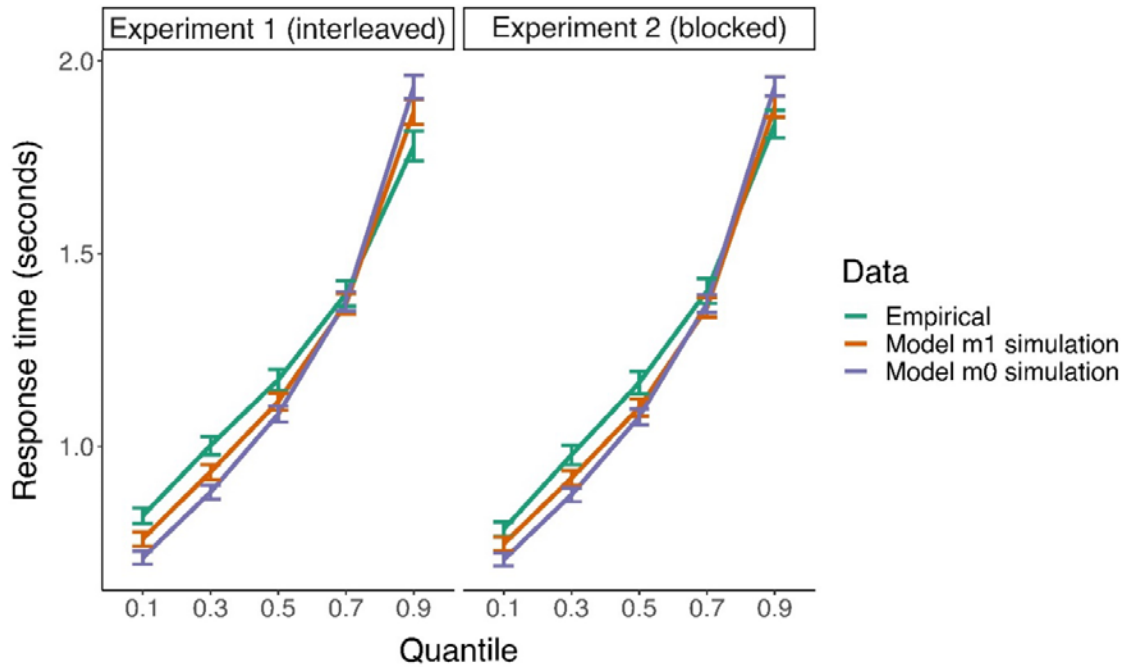 Experiment 1 (interleaved)
Experiment 2 (blocked)
2.0
1.5
1.0
Response time (seconds)
0.1 0.3 0.5 0.7 0.9
0.1 0.3 0.5 0.7 0.9
Quantile
Data
Empirical
Model m1 simulation
Model m0 simulation